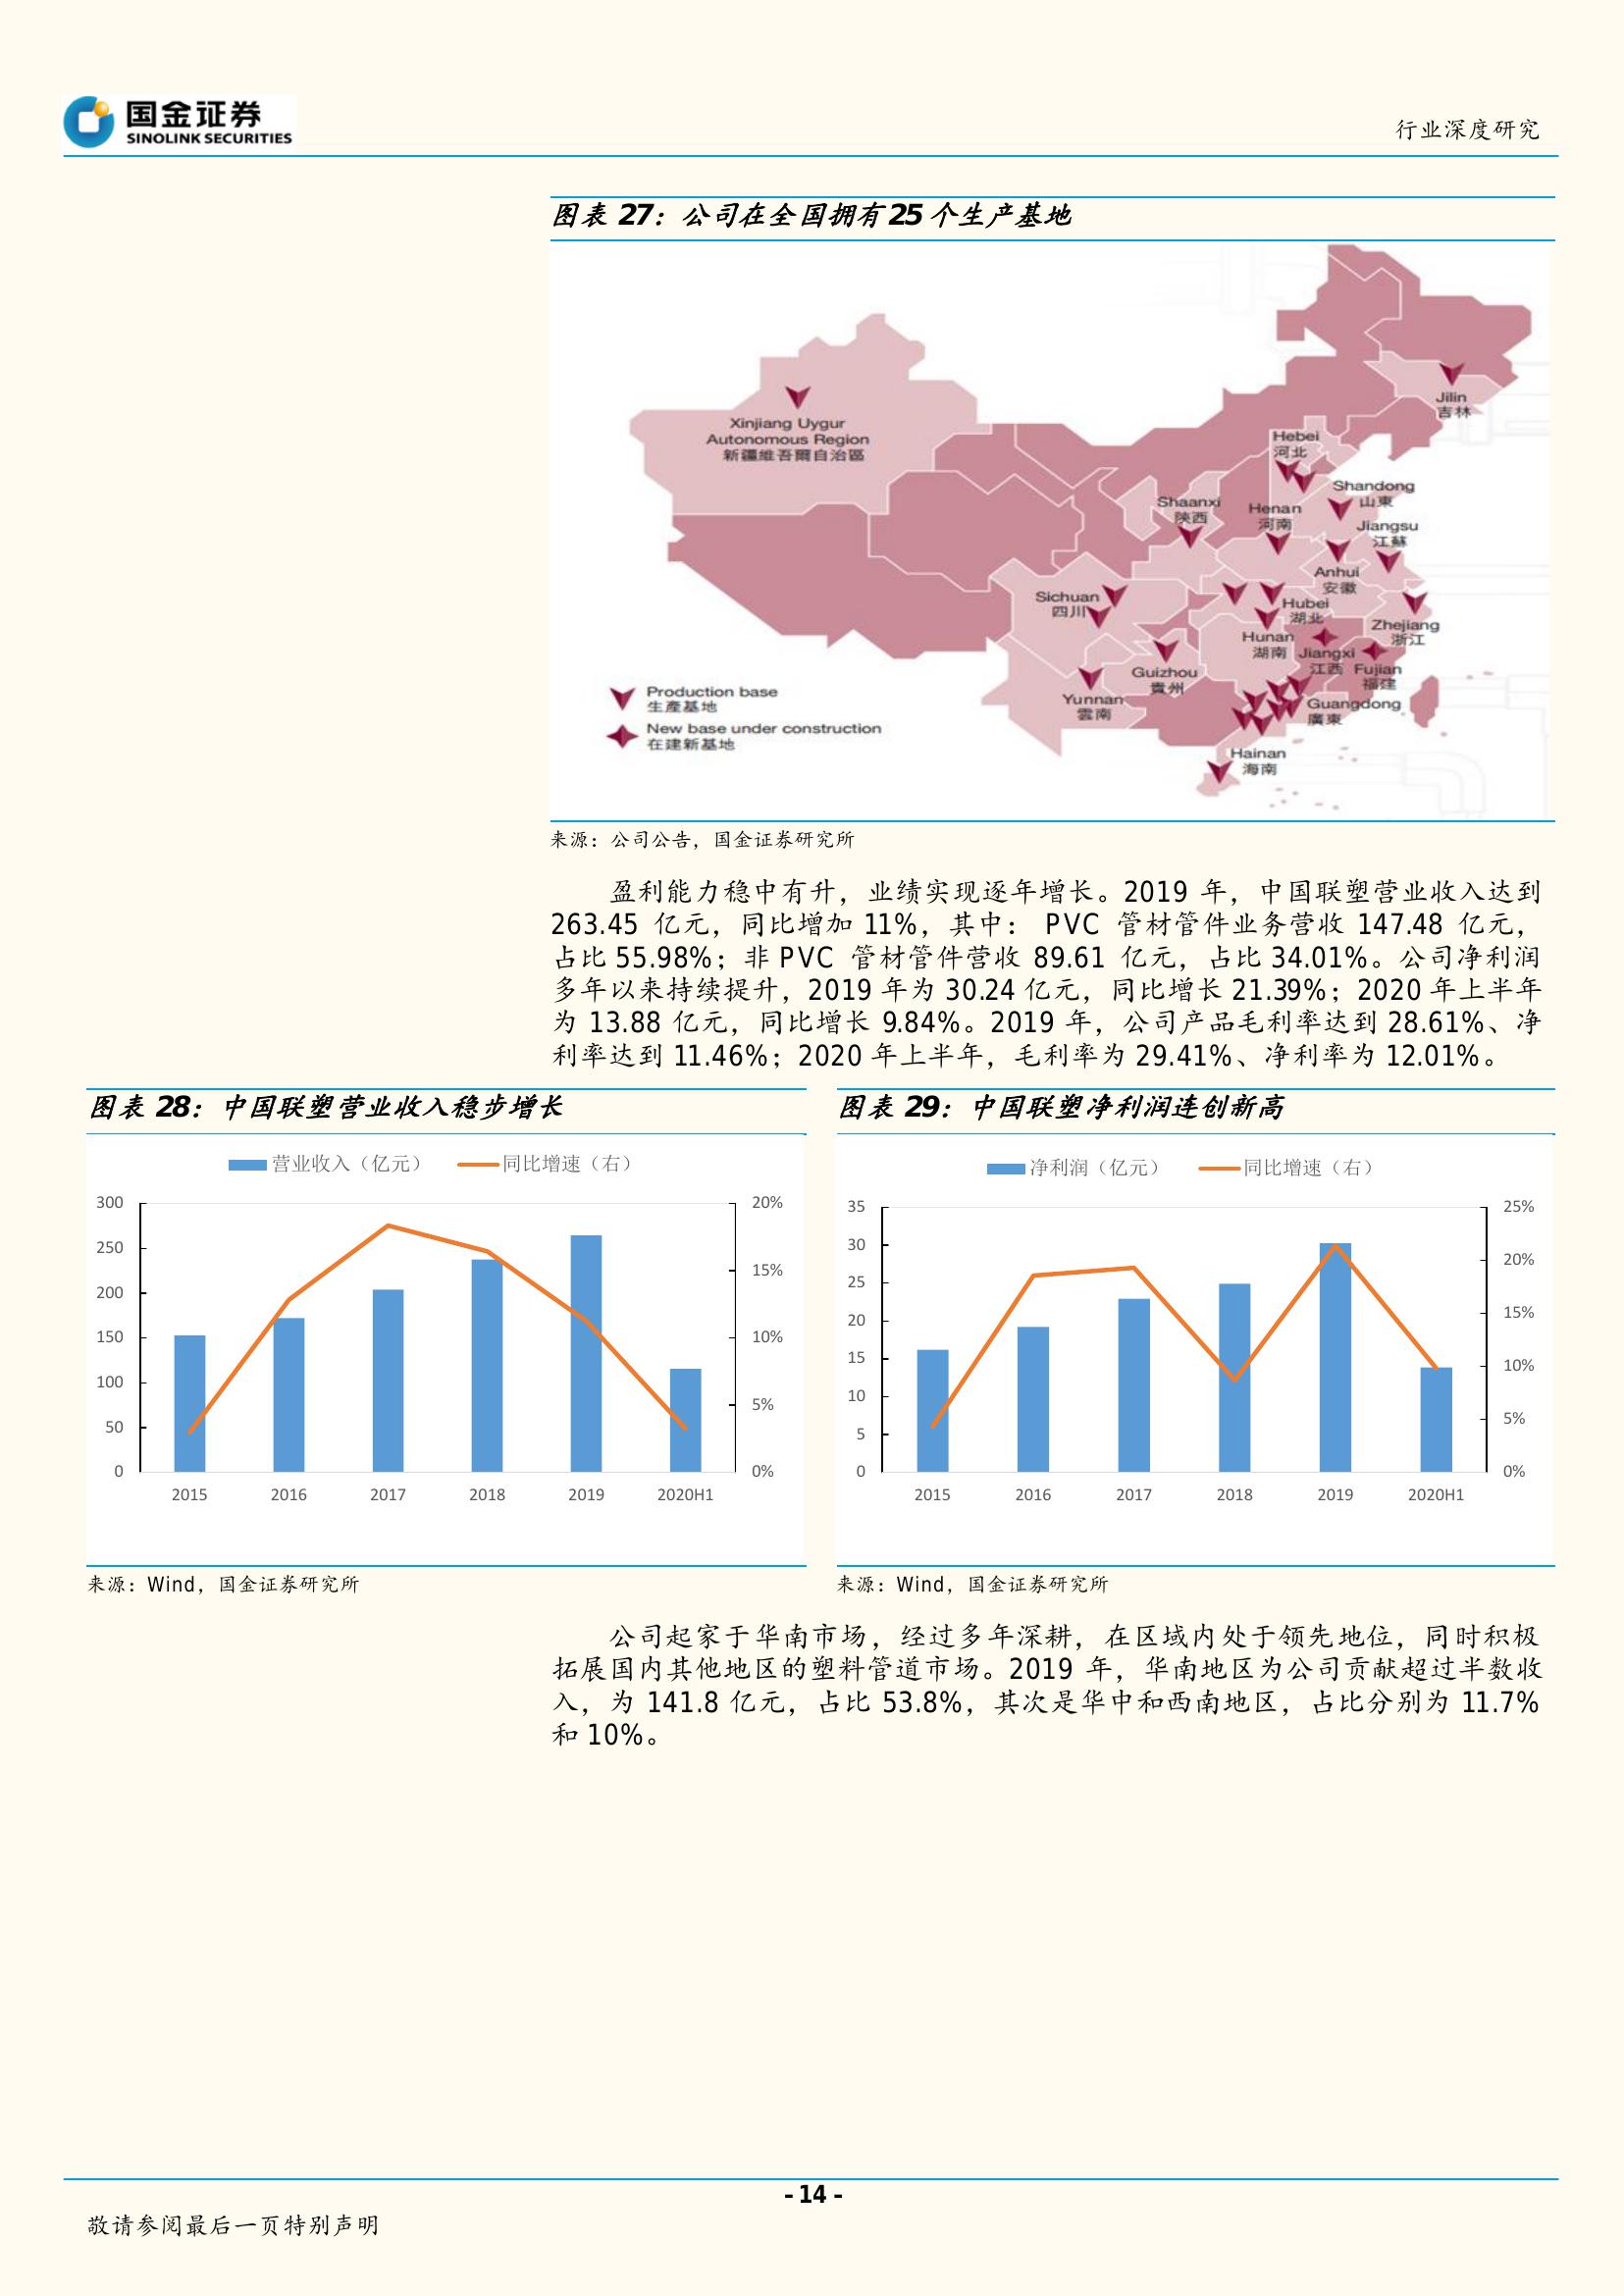 国金证券
SINOLINK SECURITIES
行业深度研究
图表 27：公司在全国拥有25 个生产基地
Xinjiang Uygur
Autonomous Region
新疆維吾爾自治區
Jilin
吉林
Hebei
河北
Shandong
山東
Shaanxi
陝西
Henan
河南
Jiangsu
江蘇
Anhui
安徽
Sichuan
四川
Hubei
湖北
Zhejiang
浙江
Hunan
湖南
Jiangxi
江西
Fujian
福建
Guizhou
貴州
Yunnan
雲南
Guangdong
廣東
Hainan
海南
Production base
生產基地
New base under construction
在建新基地
来源：公司公告，国金证券研究所
盈利能力稳中有升，业绩实现逐年增长。2019 年，中国联塑营业收入达到
263.45 亿元，同比增加 11%，其中： PVC 管材管件业务营收 147.48 亿元，
占比 55.98%；非 PVC 管材管件营收 89.61 亿元，占比 34.01%。公司净利润
多年以来持续提升，2019 年为 30.24 亿元，同比增长 21.39%；2020 年上半年
为 13.88 亿元，同比增长 9.84%。2019 年，公司产品毛利率达到 28.61%、净
利率达到 11.46%；2020 年上半年，毛利率为 29.41%、净利率为 12.01%。
图表 28：中国联塑营业收入稳步增长
营业收入（亿元） 同比增速（右）
300 20%
250
200 15%
150 10%
100
50 5%
0 0%
2015 2016 2017 2018 2019 2020H1
来源：Wind，国金证券研究所
图表 29：中国联塑净利润连创新高
净利润（亿元） 同比增速（右）
35 25%
30
25 20%
20 15%
15
10 10%
5 5%
0 0%
2015 2016 2017 2018 2019 2020H1
来源：Wind，国金证券研究所
公司起家于华南市场，经过多年深耕，在区域内处于领先地位，同时积极
拓展国内其他地区的塑料管道市场。2019 年，华南地区为公司贡献超过半数收
入，为 141.8 亿元，占比 53.8%，其次是华中和西南地区，占比分别为 11.7%
和 10%。
- 14 -
敬请参阅最后一页特别声明